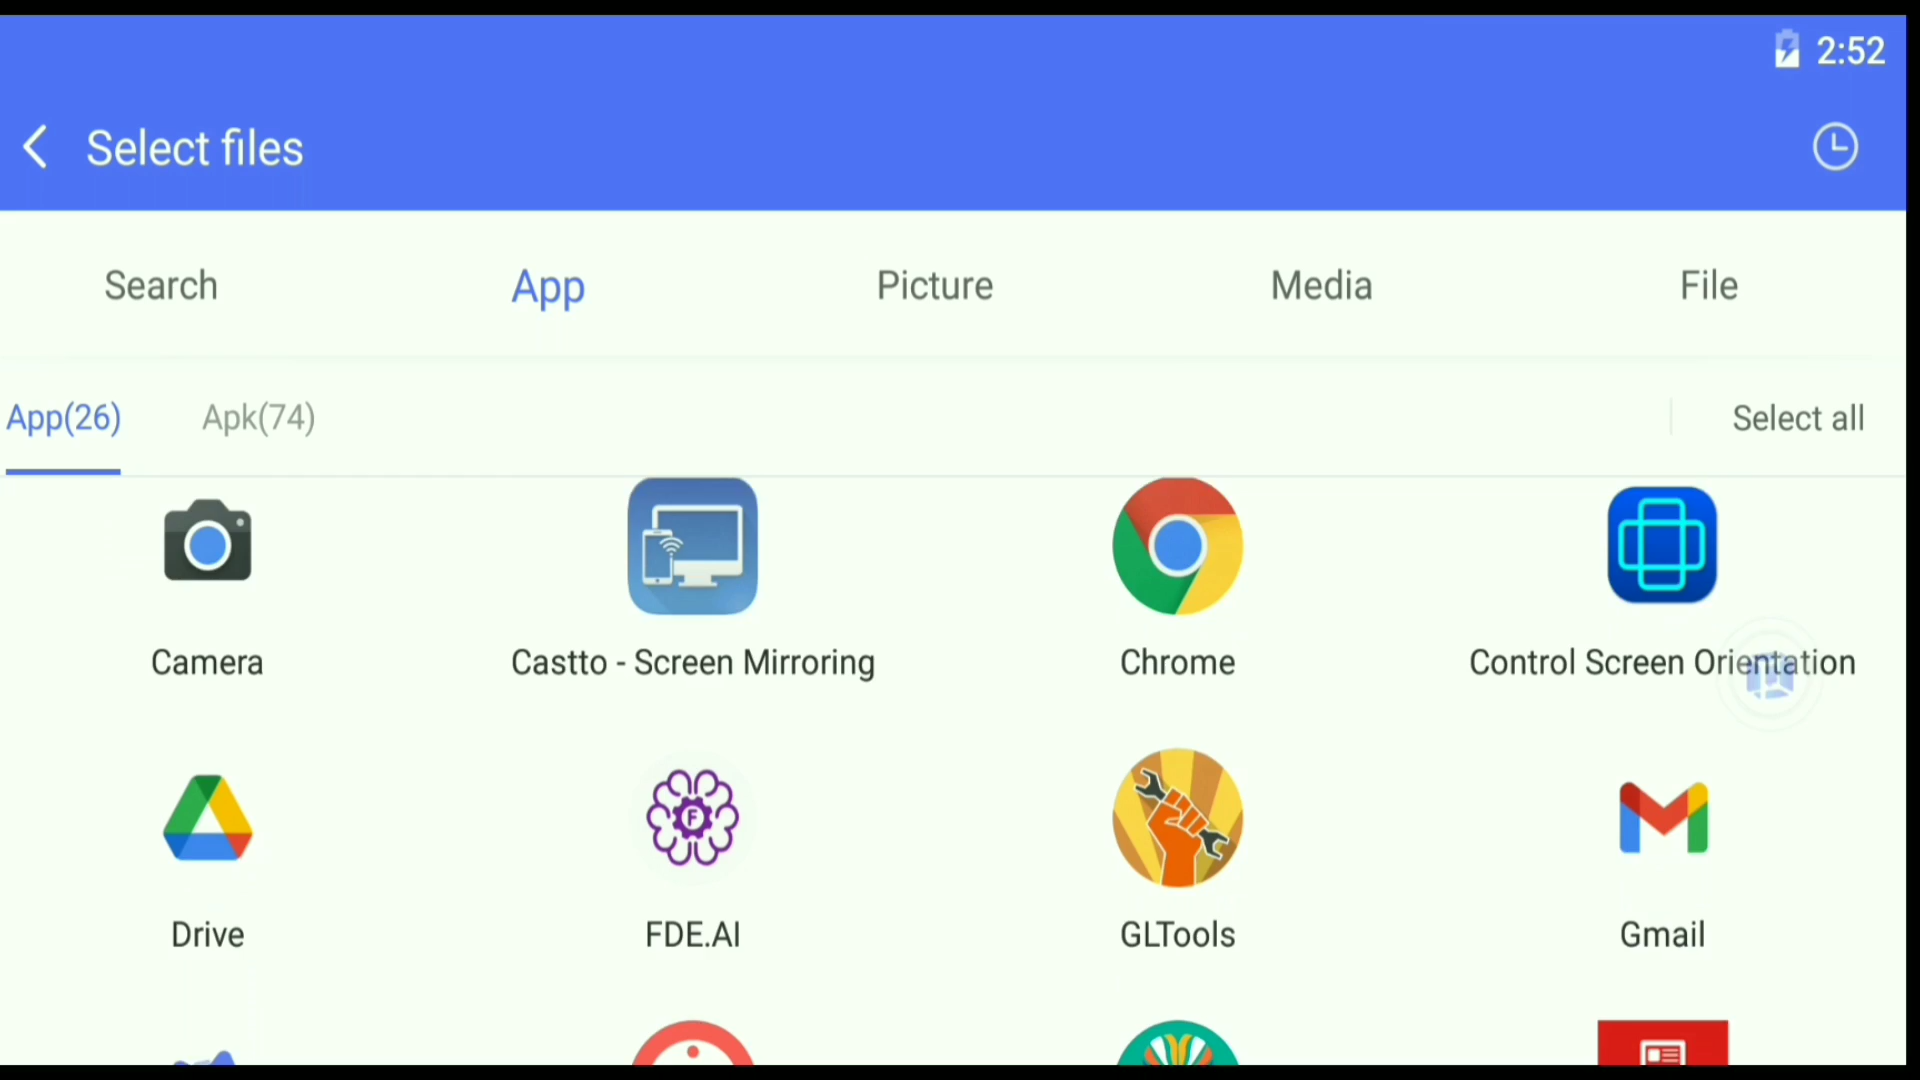 2:52
Select files
Search App Picture Media File
App(26) Apk(74) Select all
Camera Castto - Screen Mirroring Chrome Control Screen Orientation
F
Drive FDE.AI GLTools Gmail